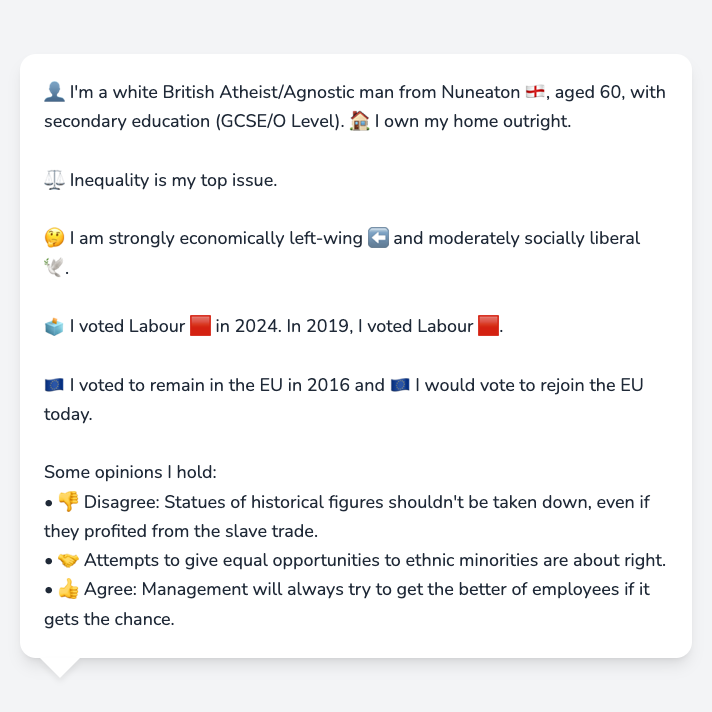 👤 I'm a white British Atheist/Agnostic man from Nuneaton 🏴󠁧󠁢󠁥󠁮󠁧󠁿, aged 60, with
secondary education (GCSE/O Level). 🏠 I own my home outright.
⚖️ Inequality is my top issue.
🤔 I am strongly economically left-wing ⬅️ and moderately socially liberal
🕊️.
🗳️ I voted Labour 🟥 in 2024. In 2019, I voted Labour 🟥.
🇪🇺 I voted to remain in the EU in 2016 and 🇪🇺 I would vote to rejoin the EU
today.
Some opinions I hold:
• 👎 Disagree: Statues of historical figures shouldn't be taken down, even if
they profited from the slave trade.
• 🤝 Attempts to give equal opportunities to ethnic minorities are about right.
• 👍 Agree: Management will always try to get the better of employees if it
gets the chance.